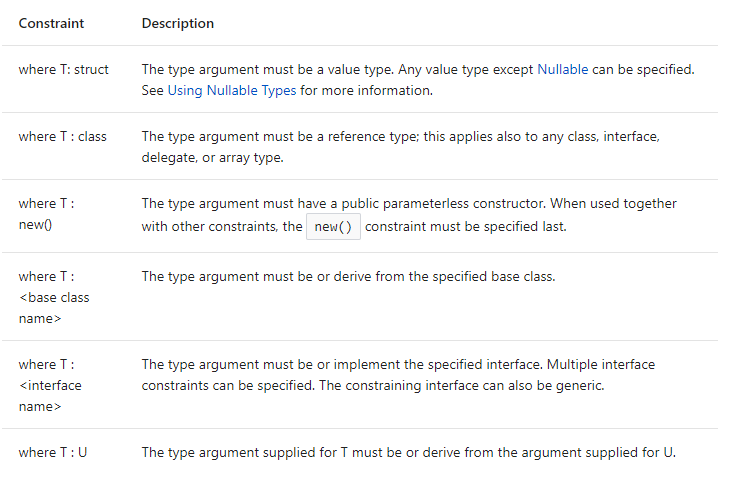 Constraint Description
where T: struct The type argument must be a value type. Any value type except Nullable can be specified.
See Using Nullable Types for more information.
where T : class The type argument must be a reference type; this applies also to any class, interface,
delegate, or array type.
where T : The type argument must have a public parameterless constructor. When used together
new() with other constraints, the new() constraint must be specified last.
where T : The type argument must be or derive from the specified base class.
<base class
name>
where T : The type argument must be or implement the specified interface. Multiple interface
<interface constraints can be specified. The constraining interface can also be generic.
name>
where T : U The type argument supplied for T must be or derive from the argument supplied for U.